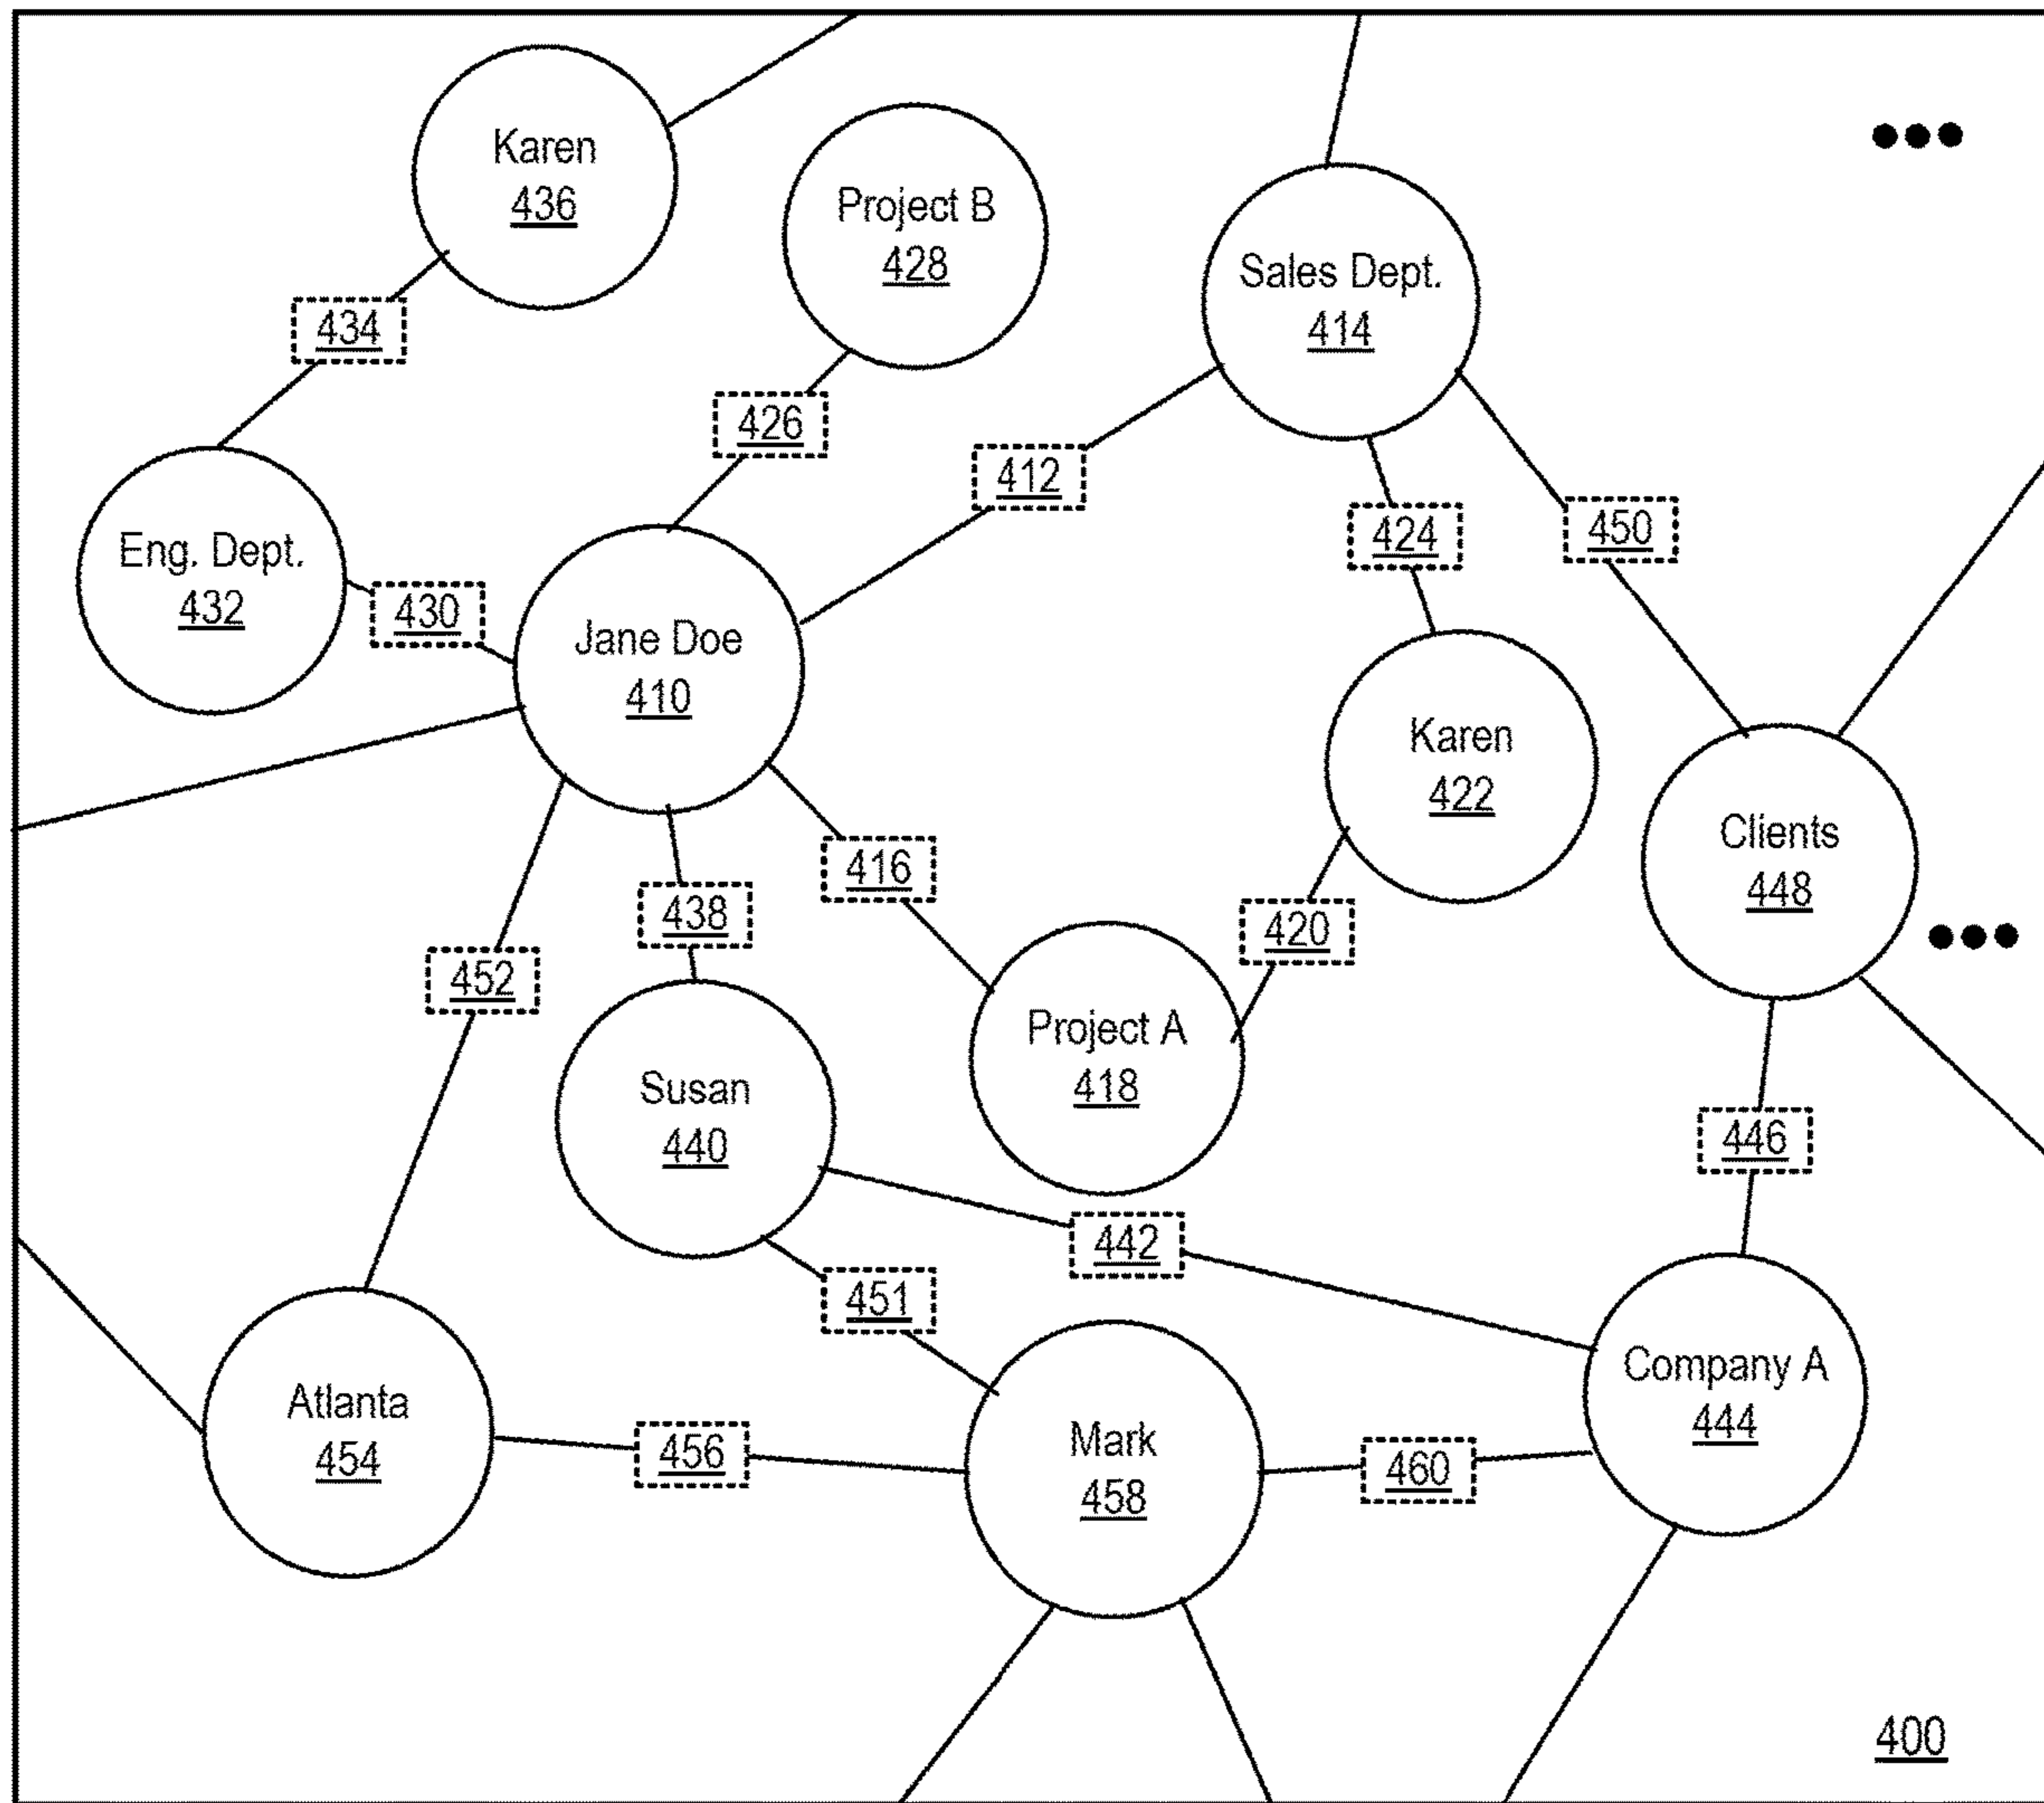 Karen
436
Project B
428
Sales Dept.
414
434
426
412
424
450
Eng. Dept.
432
430
Jane Doe
410
Karen
422
Clients
448
416
438
420
452
Project A
418
Susan
440
446
442
451
Atlanta
454
456
Mark
458
460
Company A
444
400